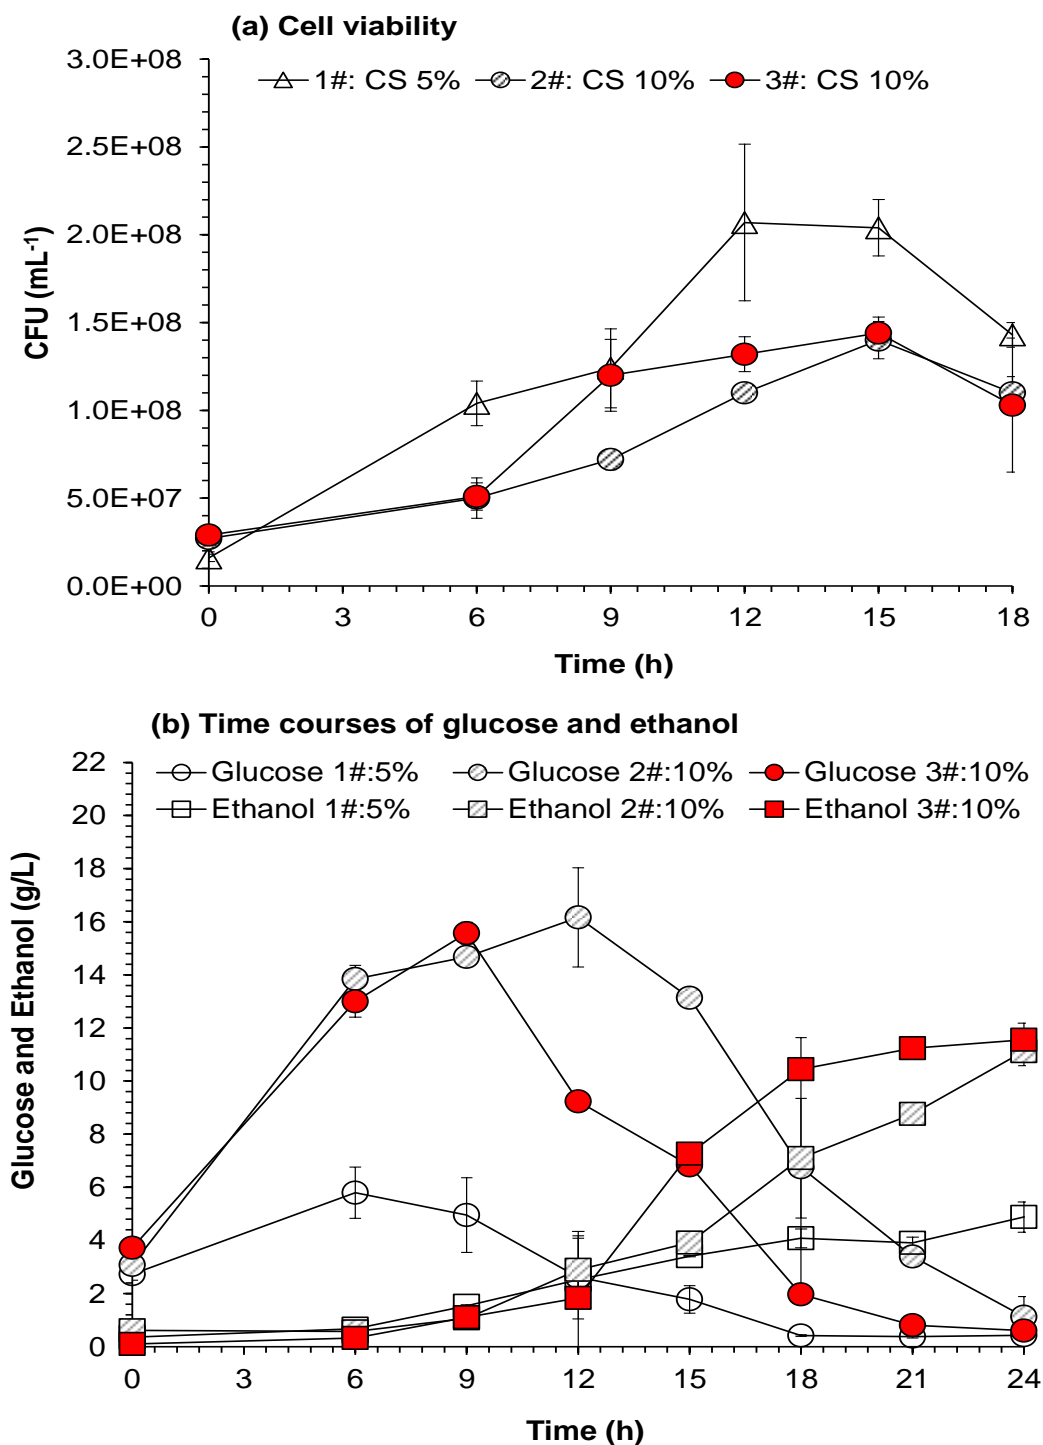 (a) Cell viability
3.0E+08
1#: CS 5% 2#: CS 10% 3#: CS 10%
2.5E+08
2.0E+08
CFU (mL⁻¹)
1.5E+08
1.0E+08
5.0E+07
0.0E+00
0 3 6 9 12 15 18
Time (h)
(b) Time courses of glucose and ethanol
22
Glucose 1#:5% Glucose 2#:10% Glucose 3#:10%
Ethanol 1#:5% Ethanol 2#:10% Ethanol 3#:10%
20
18
16
14
12
Glucose and Ethanol (g/L)
10
8
6
4
2
0
0 3 6 9 12 15 18 21 24
Time (h)